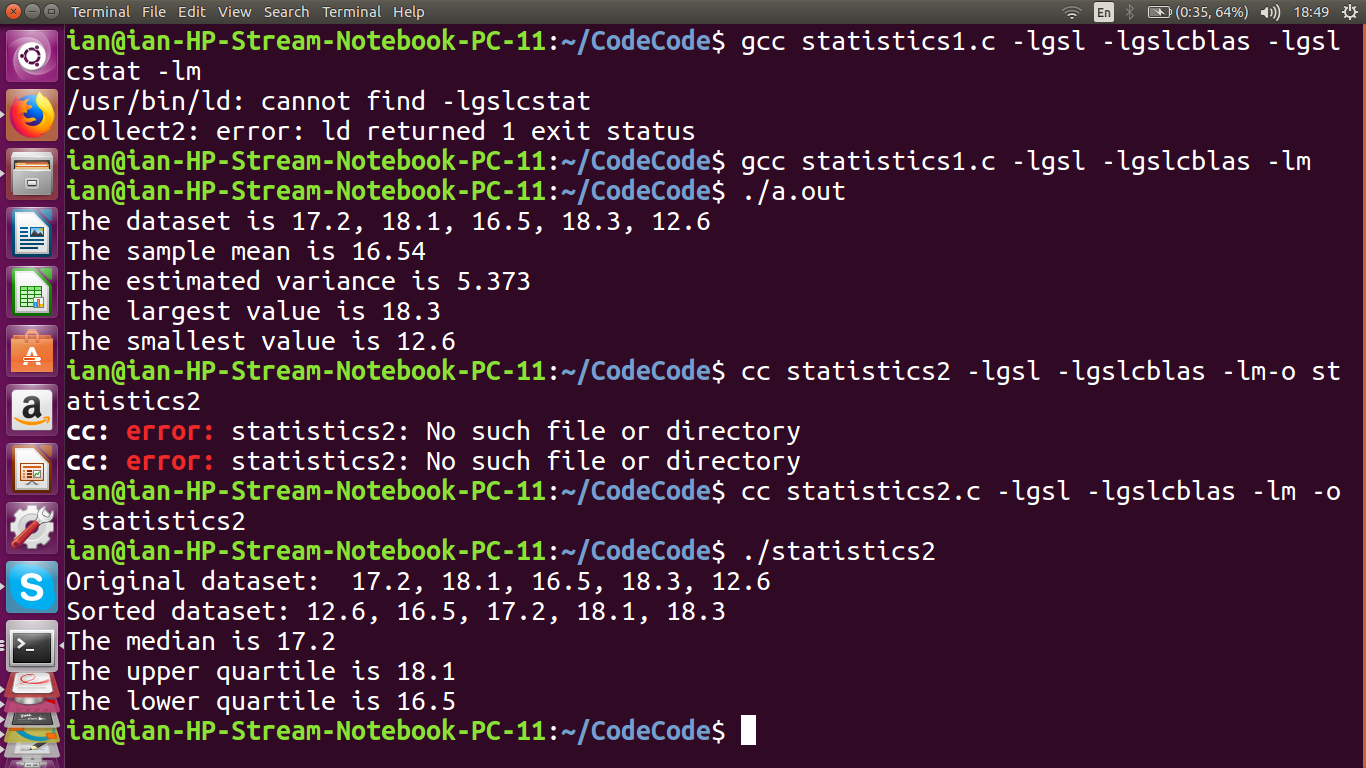 Terminal File Edit View Search Terminal Help En (0:35, 64%) 18:49
ian@ian-HP-Stream-Notebook-PC-11:~/CodeCode$ gcc statistics1.c -lgsl -lgslcblas -lgsl
cstat -lm
/usr/bin/ld: cannot find -lgslcstat
collect2: error: ld returned 1 exit status
ian@ian-HP-Stream-Notebook-PC-11:~/CodeCode$ gcc statistics1.c -lgsl -lgslcblas -lm
ian@ian-HP-Stream-Notebook-PC-11:~/CodeCode$ ./a.out
The dataset is 17.2, 18.1, 16.5, 18.3, 12.6
The sample mean is 16.54
The estimated variance is 5.373
The largest value is 18.3
The smallest value is 12.6
ian@ian-HP-Stream-Notebook-PC-11:~/CodeCode$ cc statistics2 -lgsl -lgslcblas -lm-o st
atistics2
cc: error: statistics2: No such file or directory
cc: error: statistics2: No such file or directory
ian@ian-HP-Stream-Notebook-PC-11:~/CodeCode$ cc statistics2.c -lgsl -lgslcblas -lm -o
 statistics2
ian@ian-HP-Stream-Notebook-PC-11:~/CodeCode$ ./statistics2
Original dataset:  17.2, 18.1, 16.5, 18.3, 12.6
Sorted dataset: 12.6, 16.5, 17.2, 18.1, 18.3
The median is 17.2
The upper quartile is 18.1
The lower quartile is 16.5
ian@ian-HP-Stream-Notebook-PC-11:~/CodeCode$